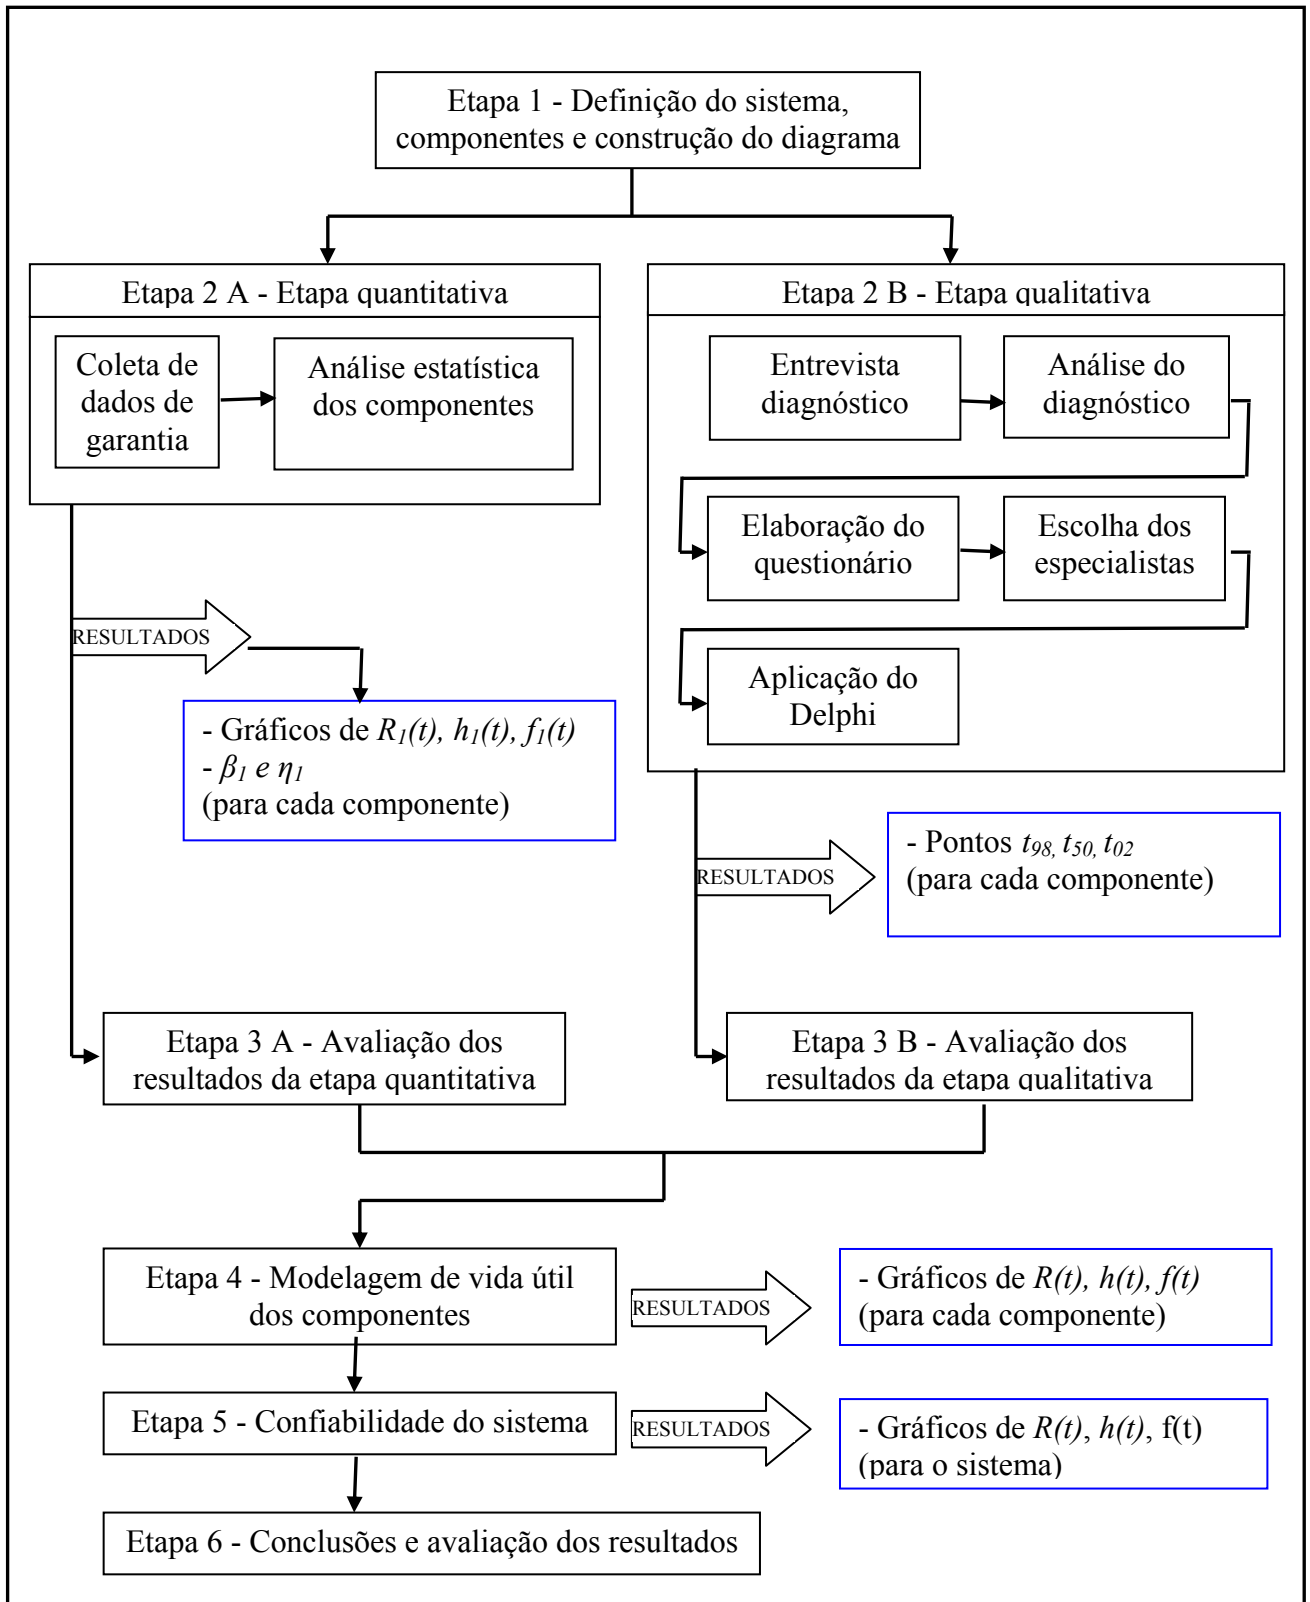 Etapa 1 - Definição do sistema,
componentes e construção do diagrama
Etapa 2 A - Etapa quantitativa
Coleta de
dados de
garantia
Análise estatística
dos componentes
Etapa 2 B - Etapa qualitativa
Entrevista
diagnóstico
Análise do
diagnóstico
Elaboração do
questionário
Escolha dos
especialistas
Aplicação do
Delphi
RESULTADOS
- Gráficos de R1(t), h1(t), f1(t)
- β1 e η1
(para cada componente)
RESULTADOS
- Pontos t98, t50, t02
(para cada componente)
Etapa 3 A - Avaliação dos
resultados da etapa quantitativa
Etapa 3 B - Avaliação dos
resultados da etapa qualitativa
Etapa 4 - Modelagem de vida útil
dos componentes
RESULTADOS
- Gráficos de R(t), h(t), f(t)
(para cada componente)
Etapa 5 - Confiabilidade do sistema
RESULTADOS
- Gráficos de R(t), h(t), f(t)
(para o sistema)
Etapa 6 - Conclusões e avaliação dos resultados